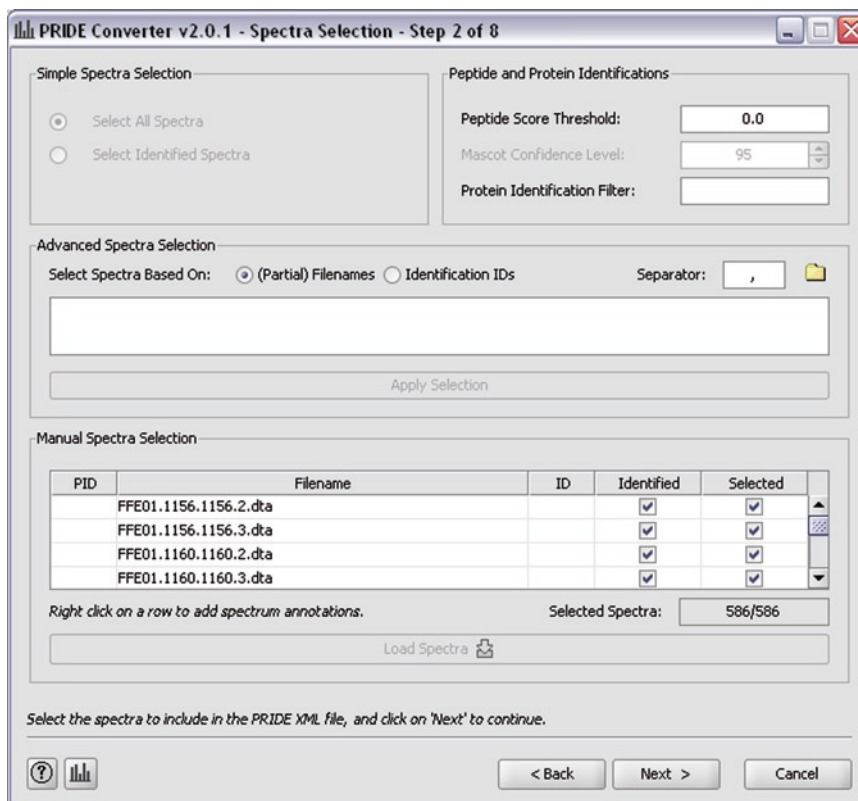 PRIDE Converter v2.0.1 - Spectra Selection - Step 2 of 8
Simple Spectra Selection
Select All Spectra
Select Identified Spectra
Peptide and Protein Identifications
Peptide Score Threshold: 0.0
Mascot Confidence Level: 95
Protein Identification Filter:
Advanced Spectra Selection
Select Spectra Based On: (Partial) Filenames Identification IDs Separator: ,
Apply Selection
Manual Spectra Selection
PID Filename ID Identified Selected
FFE01.1156.1156.2.dta
FFE01.1156.1156.3.dta
FFE01.1160.1160.2.dta
FFE01.1160.1160.3.dta
Right click on a row to add spectrum annotations. Selected Spectra: 586/586
Load Spectra
Select the spectra to include in the PRIDE XML file, and click on 'Next' to continue.
? < Back Next > Cancel